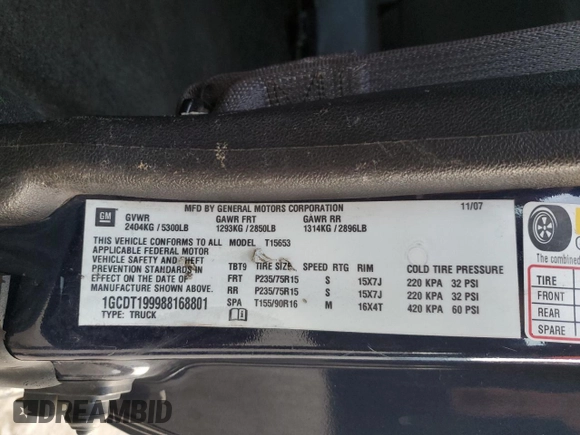 MFD BY GENERAL MOTORS CORPORATION 11/07
GM
GVWR GAWR FRT GAWR RR
2404KG / 5300LB 1293KG / 2850LB 1314KG / 2896LB
THIS VEHICLE CONFORMS TO ALL MODEL T15653
APPLICABLE FEDERAL MOTOR
VEHICLE SAFETY AND THEFT
PREVENTION STANDARDS IN
EFFECT ON THE DATE OF
MANUFACTURE SHOWN ABOVE.
1GCDT199988168801
TYPE: TRUCK
TBT9 TIRE SIZE SPEED RTG RIM COLD TIRE PRESSURE
FRT P235/75R15 S 15X7J 220 KPA 32 PSI
RR P235/75R15 S 15X7J 220 KPA 32 PSI
SPA T155/90R16 M 16X4T 420 KPA 60 PSI
The combined
TIRE
FRONT
REAR
SPARE
DREAMBID